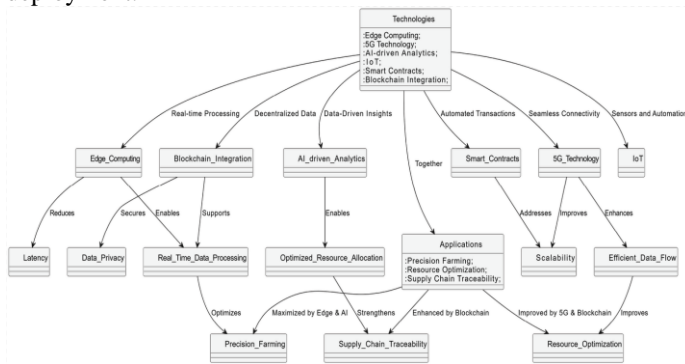 Technologies
:Edge Computing;
:5G Technology;
:AI-driven Analytics;
:IoT;
:Smart Contracts;
:Blockchain Integration;
Real-time Processing
Decentralized Data
Data-Driven Insights
Automated Transactions
Seamless Connectivity
Sensors and Automation
Edge_Computing
Blockchain_Integration
AI_driven_Analytics
Together
Smart_Contracts
5G_Technology
IoT
Reduces
Secures
Enables
Supports
Enables
Addresses
Improves
Enhances
Latency
Data_Privacy
Real_Time_Data_Processing
Optimized_Resource_Allocation
Applications
:Precision Farming;
:Resource Optimization;
:Supply Chain Traceability;
Scalability
Efficient_Data_Flow
Optimizes
Maximized by Edge & AI
Strengthens
Enhanced by Blockchain
Improved by 5G & Blockchain
Improves
Precision_Farming
Supply_Chain_Traceability
Resource_Optimization